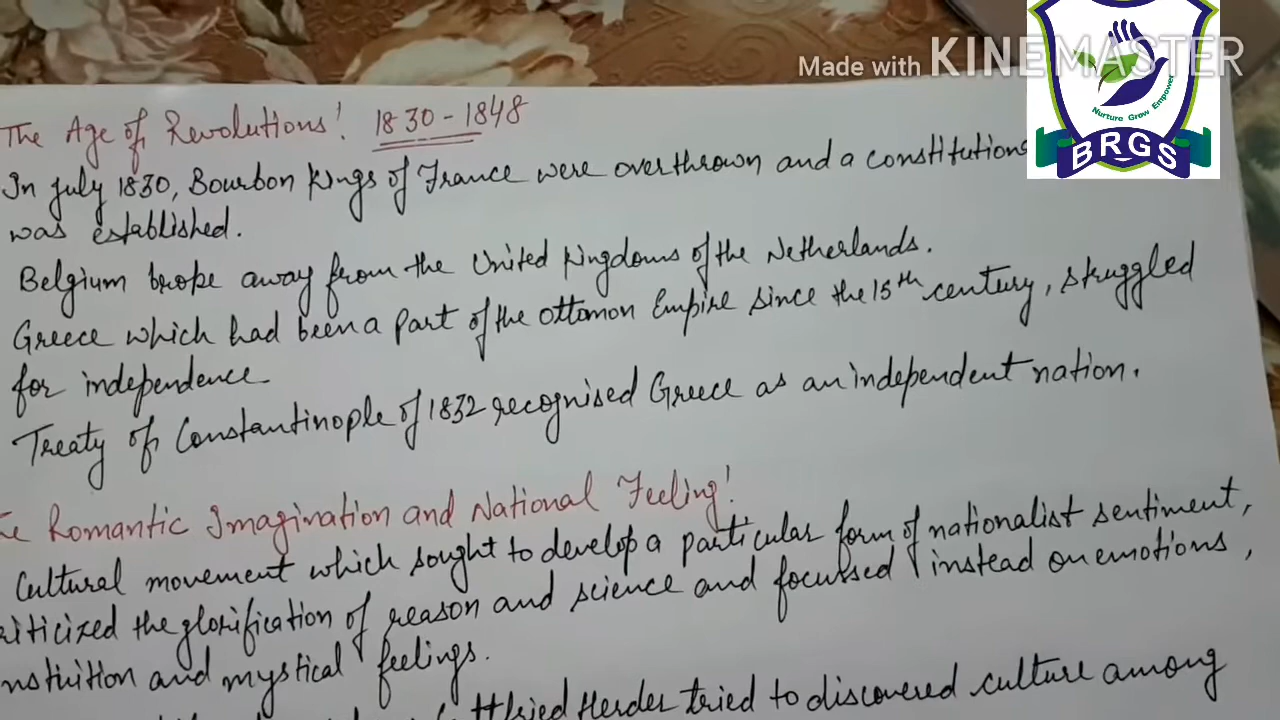 Made with KINEMASTER
Nurture Grow Empower
BRGS
The Age of Revolutions! 1830-1848
In July 1830, Bourbon Kings of France were overthrown and a constitutions
was established.
Belgium broke away from the United Kingdoms of the Netherlands.
Greece which had been a part of the Ottomon Empire since the 15th century, struggled
for independence
Treaty of Constantinople of 1832 recognised Greece as an independent nation.
Romantic Imagination and National Feeling!
Cultural movement which sought to develop a particular form of nationalist sentiment,
riticized the glorification of reason and science and focussed instead on emotions,
nstuition and mystical feelings.
Herder tried to discovered culture among